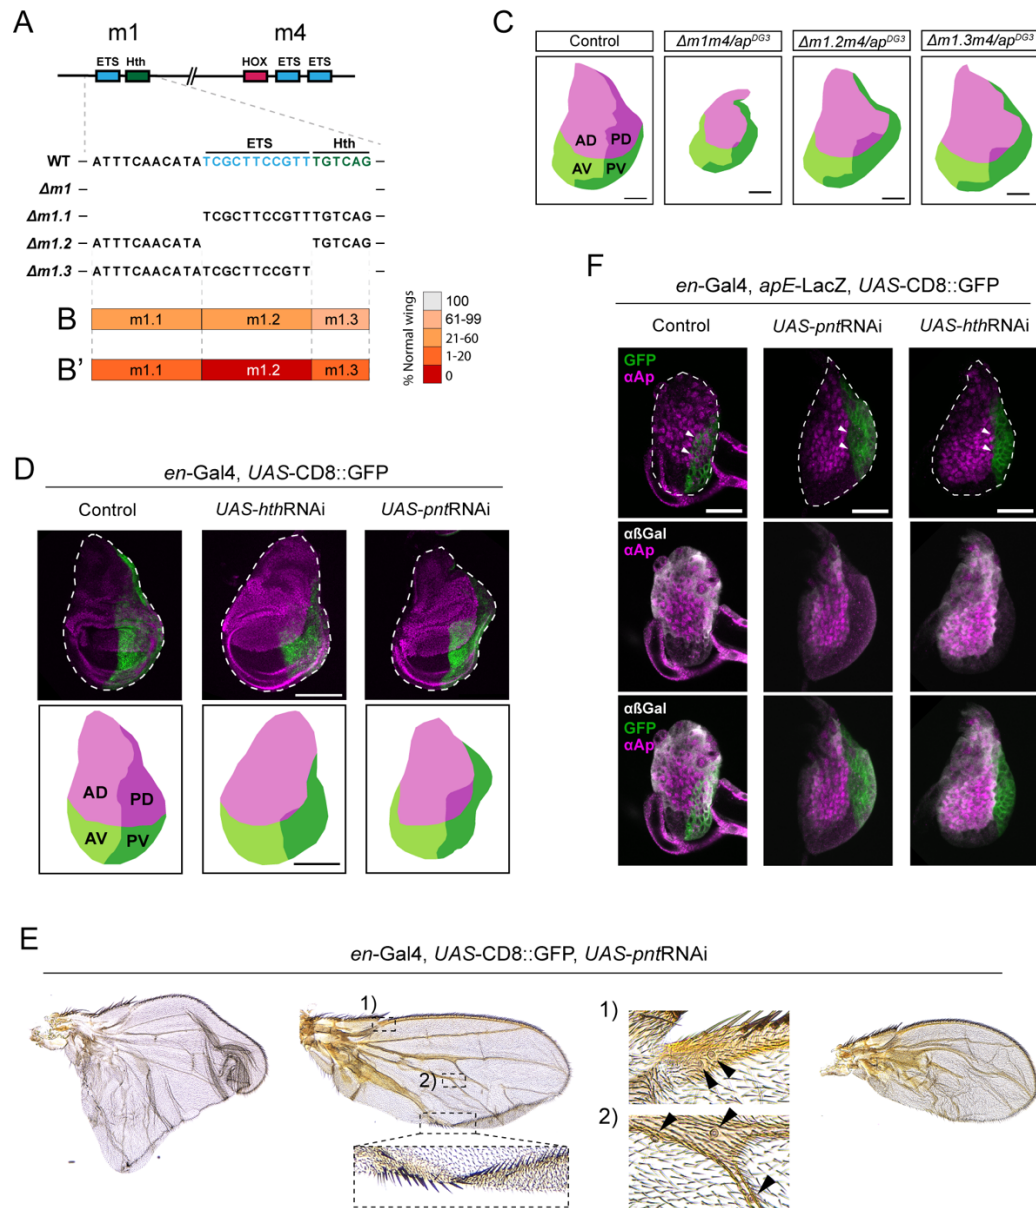 A
m1
m4
ETS
Hth
HOX
ETS
ETS
ETS
Hth
WT
ATTTCAACATATCGCTTCCGTTTGTCAG
Δm1
Δm1.1
TCGCTTCCGTTTGTCAG
Δm1.2
ATTTCAACATA
TGTCAG
Δm1.3
ATTTCAACATATCGCTTCCGTT
B
m1.1
m1.2
m1.3
B'
m1.1
m1.2
m1.3
% Normal wings
100
61-99
21-60
1-20
0
C
Control
Δm1m4/apDG3
Δm1.2m4/apDG3
Δm1.3m4/apDG3
AD
PD
AV
PV
D
en-Gal4, UAS-CD8::GFP
Control
UAS-hthRNAi
UAS-pntRNAi
AD
PD
AV
PV
F
en-Gal4, apE-LacZ, UAS-CD8::GFP
Control
UAS-pntRNAi
UAS-hthRNAi
GFP
αAp
αßGal
αAp
αßGal
GFP
αAp
E
en-Gal4, UAS-CD8::GFP, UAS-pntRNAi
1)
2)
1)
2)